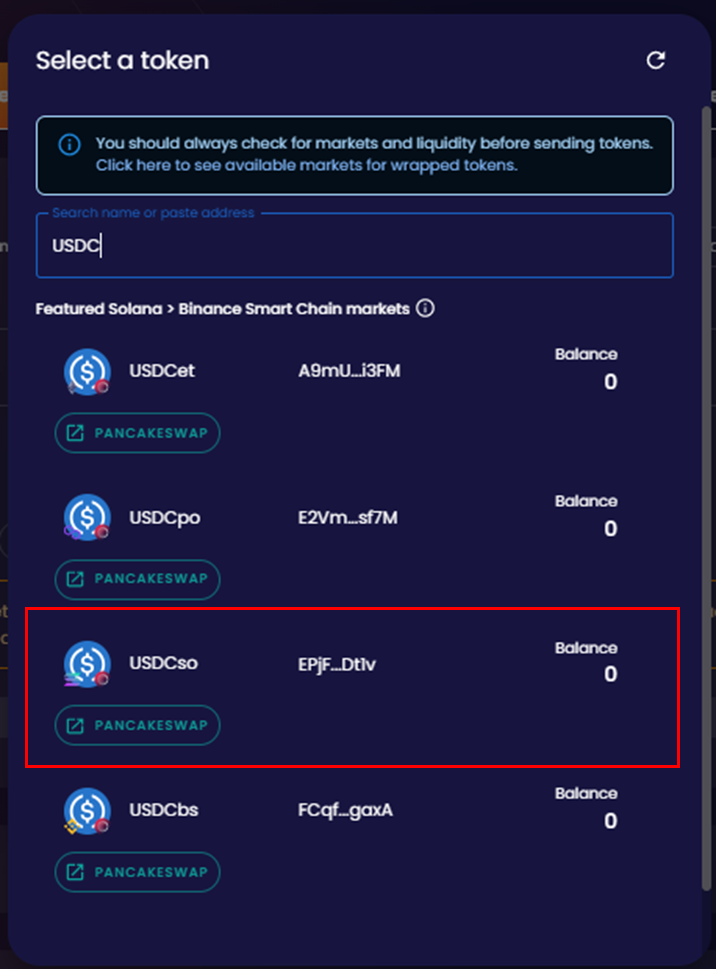 Select a token
You should always check for markets and liquidity before sending tokens.
Click here to see available markets for wrapped tokens.
Search name or paste address
USDC
Featured Solana > Binance Smart Chain markets
USDCet A9mU...i3FM Balance 0
PANCAKESWAP
USDCpo E2Vm...sf7M Balance 0
PANCAKESWAP
USDCso EPjF...Dt1v Balance 0
PANCAKESWAP
USDCbs FCqf...gaxA Balance 0
PANCAKESWAP